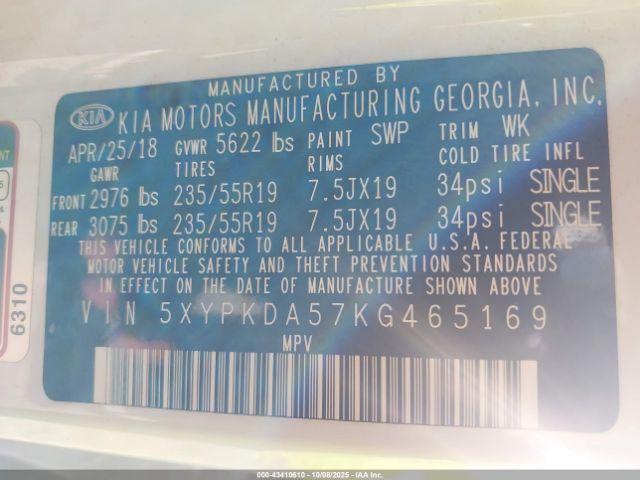 MANUFACTURED BY
KIA KIA MOTORS MANUFACTURING GEORGIA, INC.
APR/25/18 GVWR 5622 lbs PAINT SWP TRIM WK
GAWR TIRES RIMS COLD TIRE INFL
FRONT 2976 lbs 235/55R19 7.5JX19 34psi SINGLE
REAR 3075 lbs 235/55R19 7.5JX19 34psi SINGLE
THIS VEHICLE CONFORMS TO ALL APPLICABLE U.S.A. FEDERAL
MOTOR VEHICLE SAFETY AND THEFT PREVENTION STANDARDS
IN EFFECT ON THE DATE OF MANUFACTURE SHOWN ABOVE
VIN 5XYPKDA57KG465169
MPV
6310
000-43410610 - 10/08/2025 - IAA Inc.